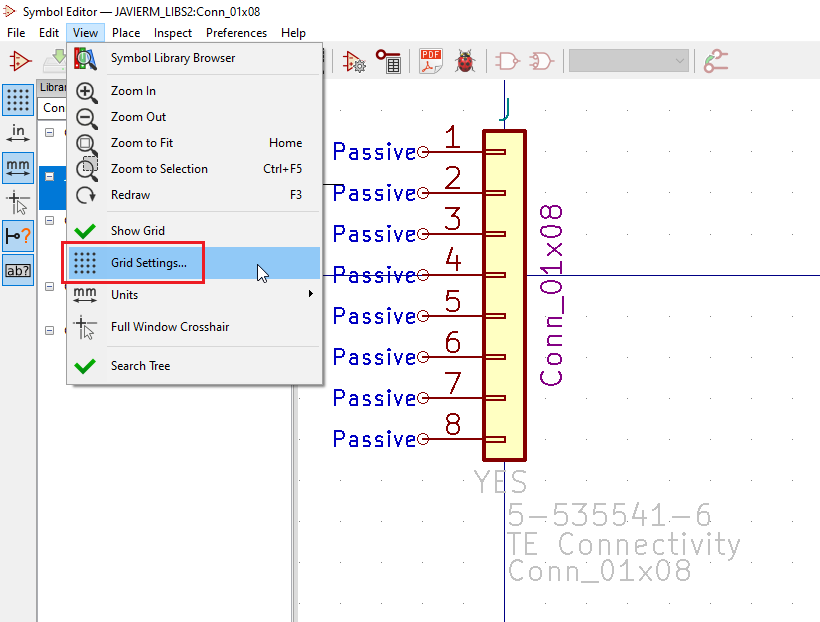 Symbol Editor — JAVIERM_LIBS2:Conn_01x08
File Edit View Place Inspect Preferences Help
PDF
Symbol Library Browser
Librar
Con
Zoom In
Zoom Out
Zoom to Fit Home
Zoom to Selection Ctrl+F5
Redraw F3
Show Grid
Grid Settings...
Units
Full Window Crosshair
Search Tree
in
mm
?
ab?
mm
J
Passive 1
Passive 2
Passive 3
Passive 4
Passive 5
Passive 6
Passive 7
Passive 8
Conn_01x08
YES
5-535541-6
TE Connectivity
Conn_01x08